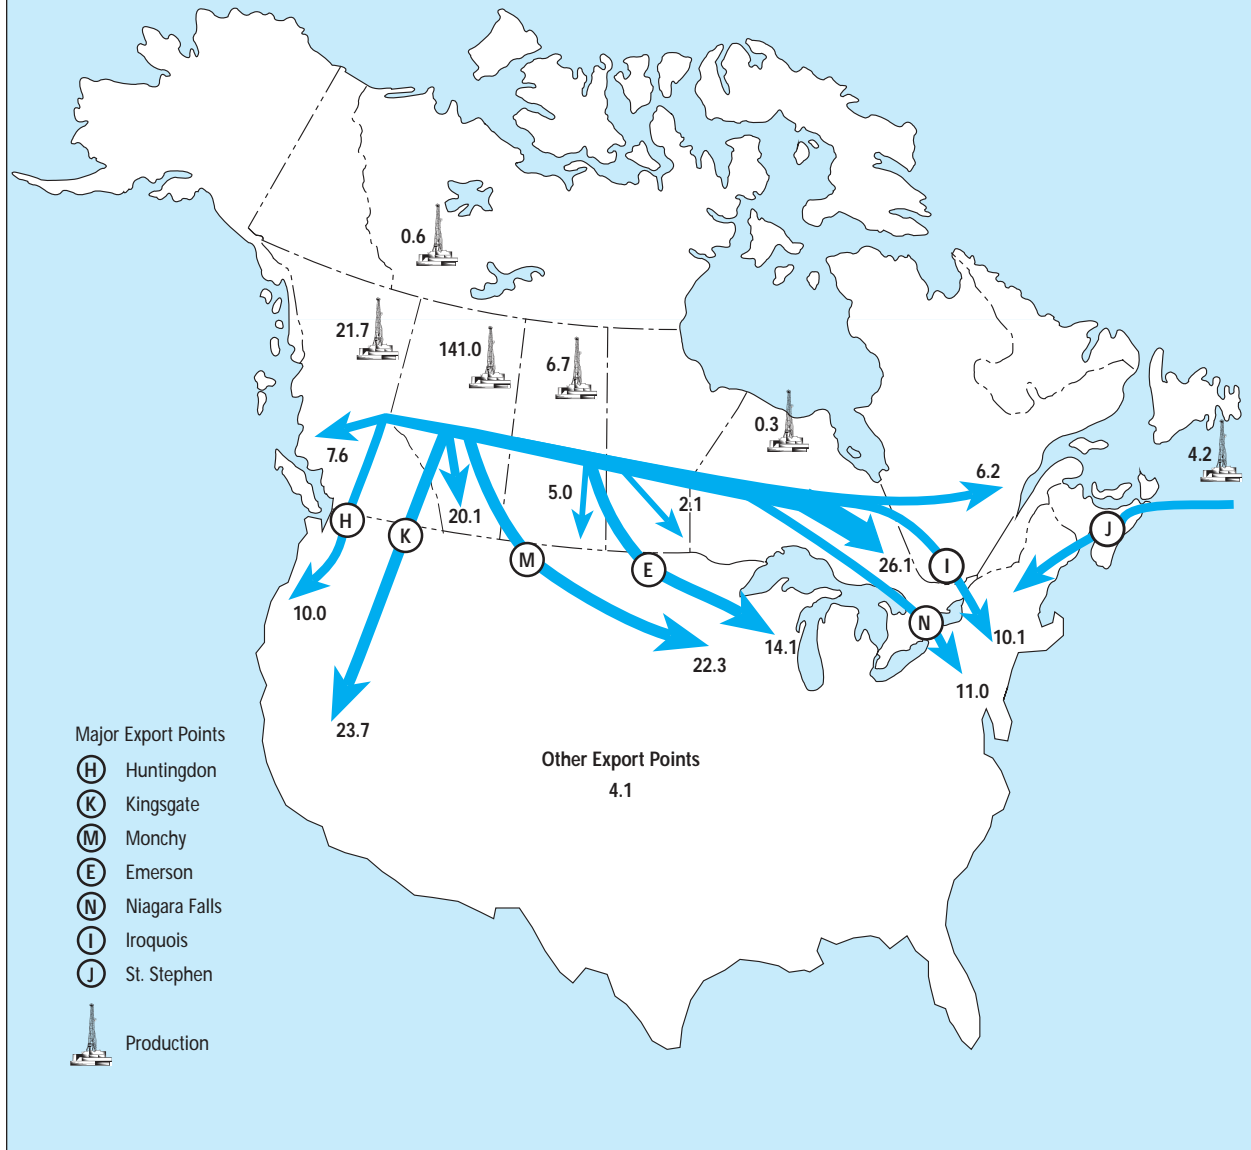 0.6
21.7
141.0
6.7
0.3
4.2
7.6
20.1
5.0
2.1
6.2
26.1
H
K
M
E
I
N
J
10.0
23.7
22.3
14.1
10.1
11.0
Other Export Points
4.1
Major Export Points
H Huntingdon
K Kingsgate
M Monchy
E Emerson
N Niagara Falls
I Iroquois
J St. Stephen
Production